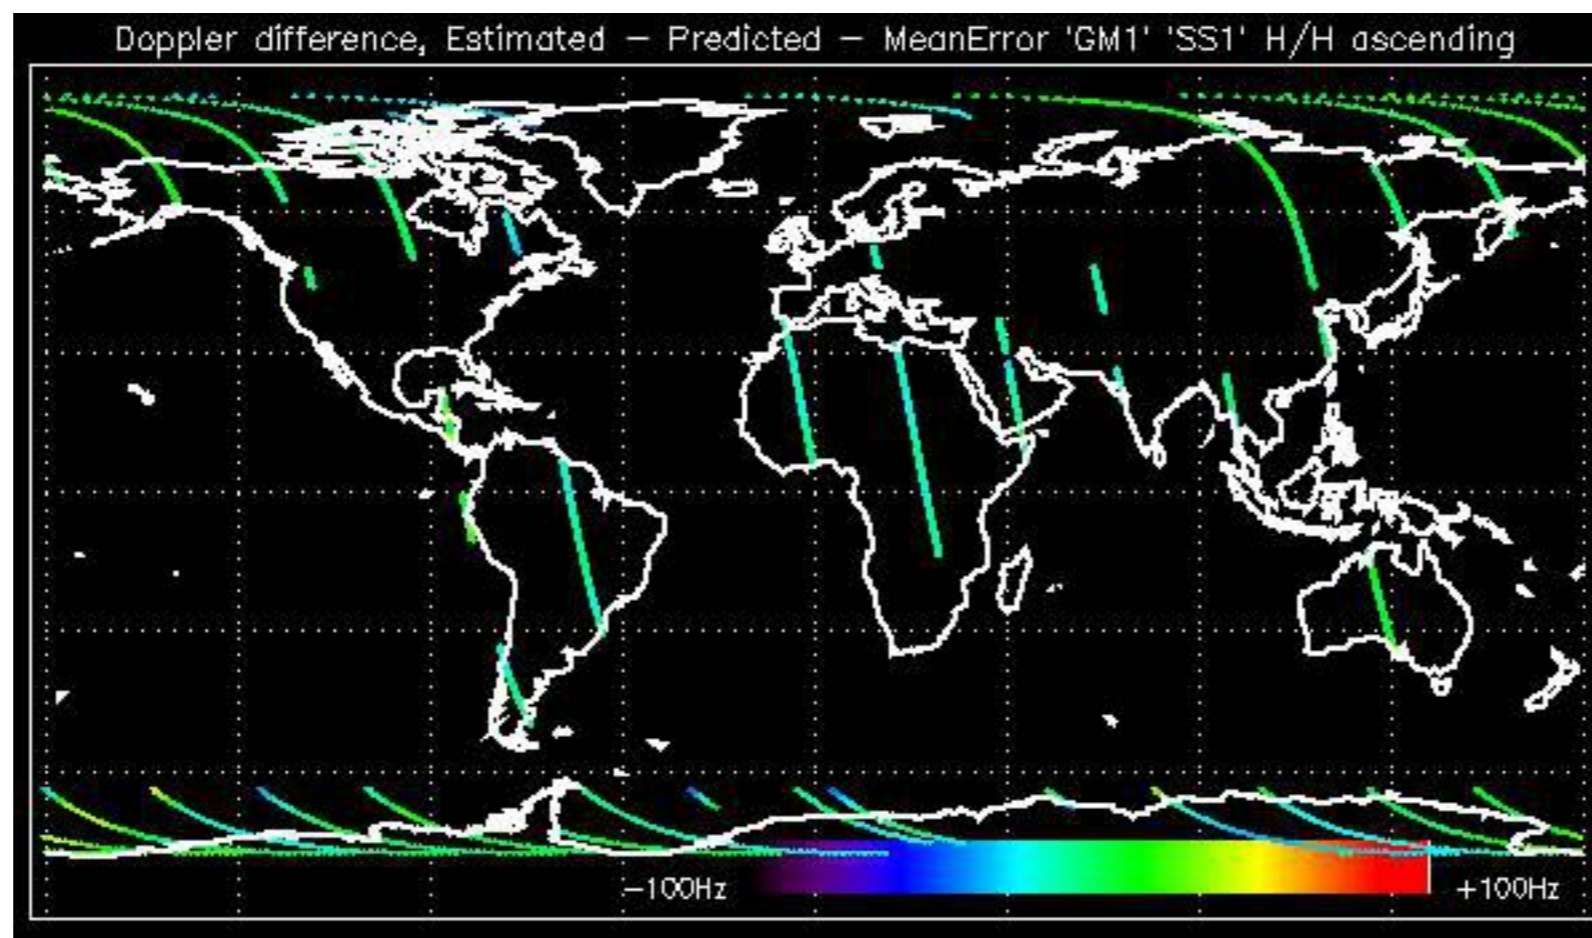 Doppler difference, Estimated – Predicted – MeanError 'GM1' 'SS1' H/H ascending
–100Hz
+100Hz